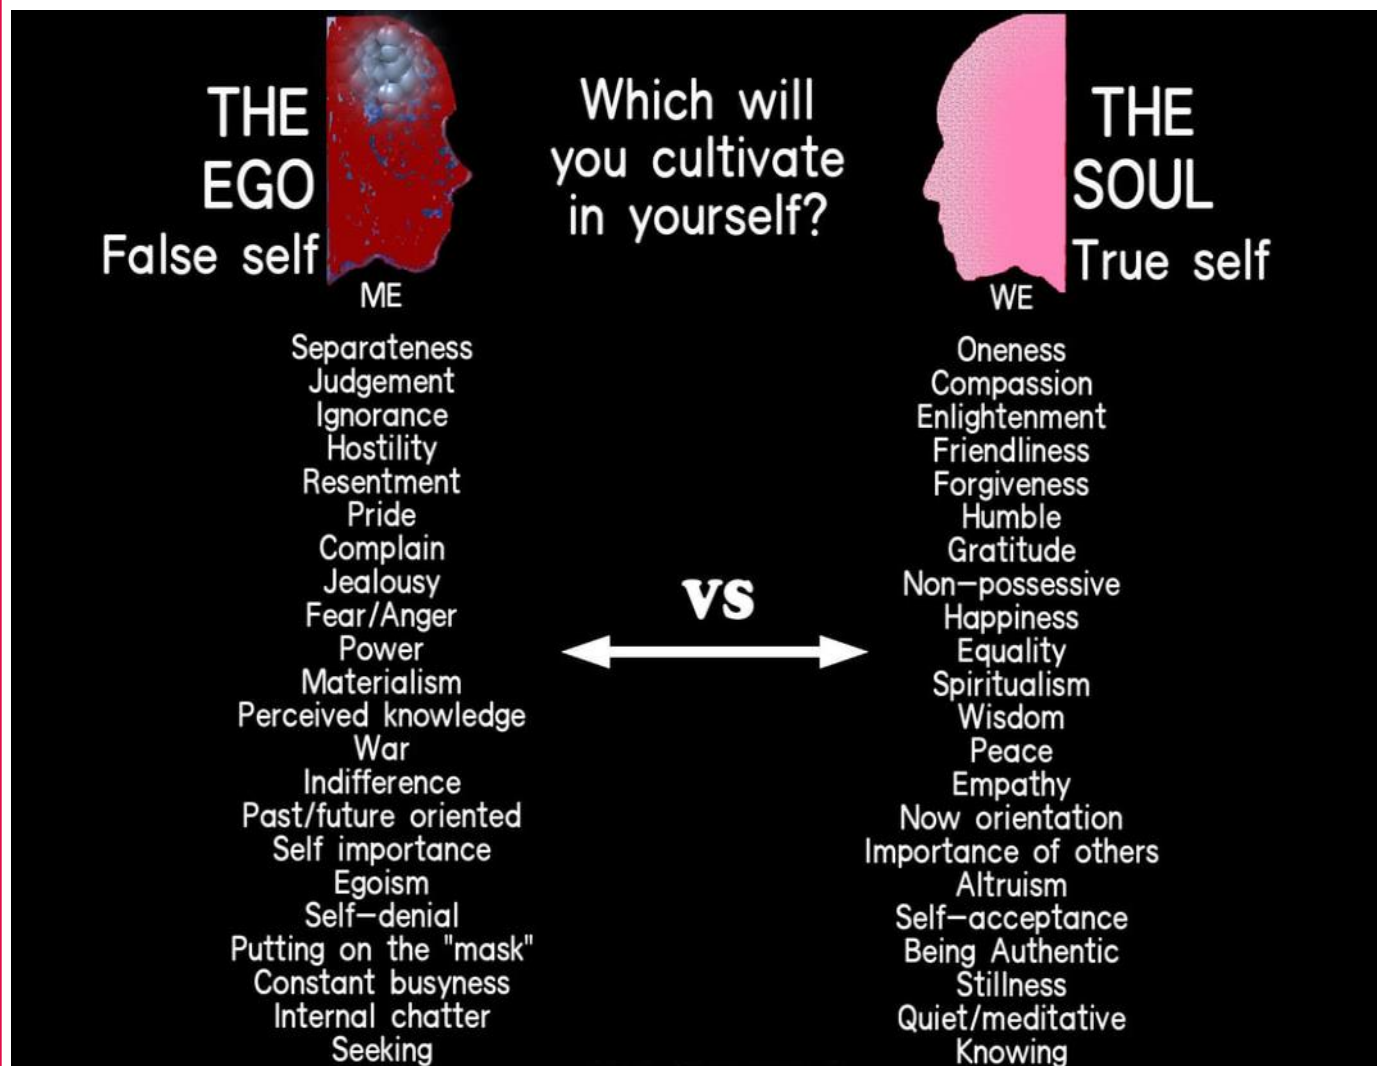 THE
EGO
False self
ME
Separateness
Judgement
Ignorance
Hostility
Resentment
Pride
Complain
Jealousy
Fear/Anger
Power
Materialism
Perceived knowledge
War
Indifference
Past/future oriented
Self importance
Egoism
Self-denial
Putting on the "mask"
Constant busyness
Internal chatter
Seeking
Which will
you cultivate
in yourself?
vs
THE
SOUL
True self
WE
Oneness
Compassion
Enlightenment
Friendliness
Forgiveness
Humble
Gratitude
Non-possessive
Happiness
Equality
Spiritualism
Wisdom
Peace
Empathy
Now orientation
Importance of others
Altruism
Self-acceptance
Being Authentic
Stillness
Quiet/meditative
Knowing